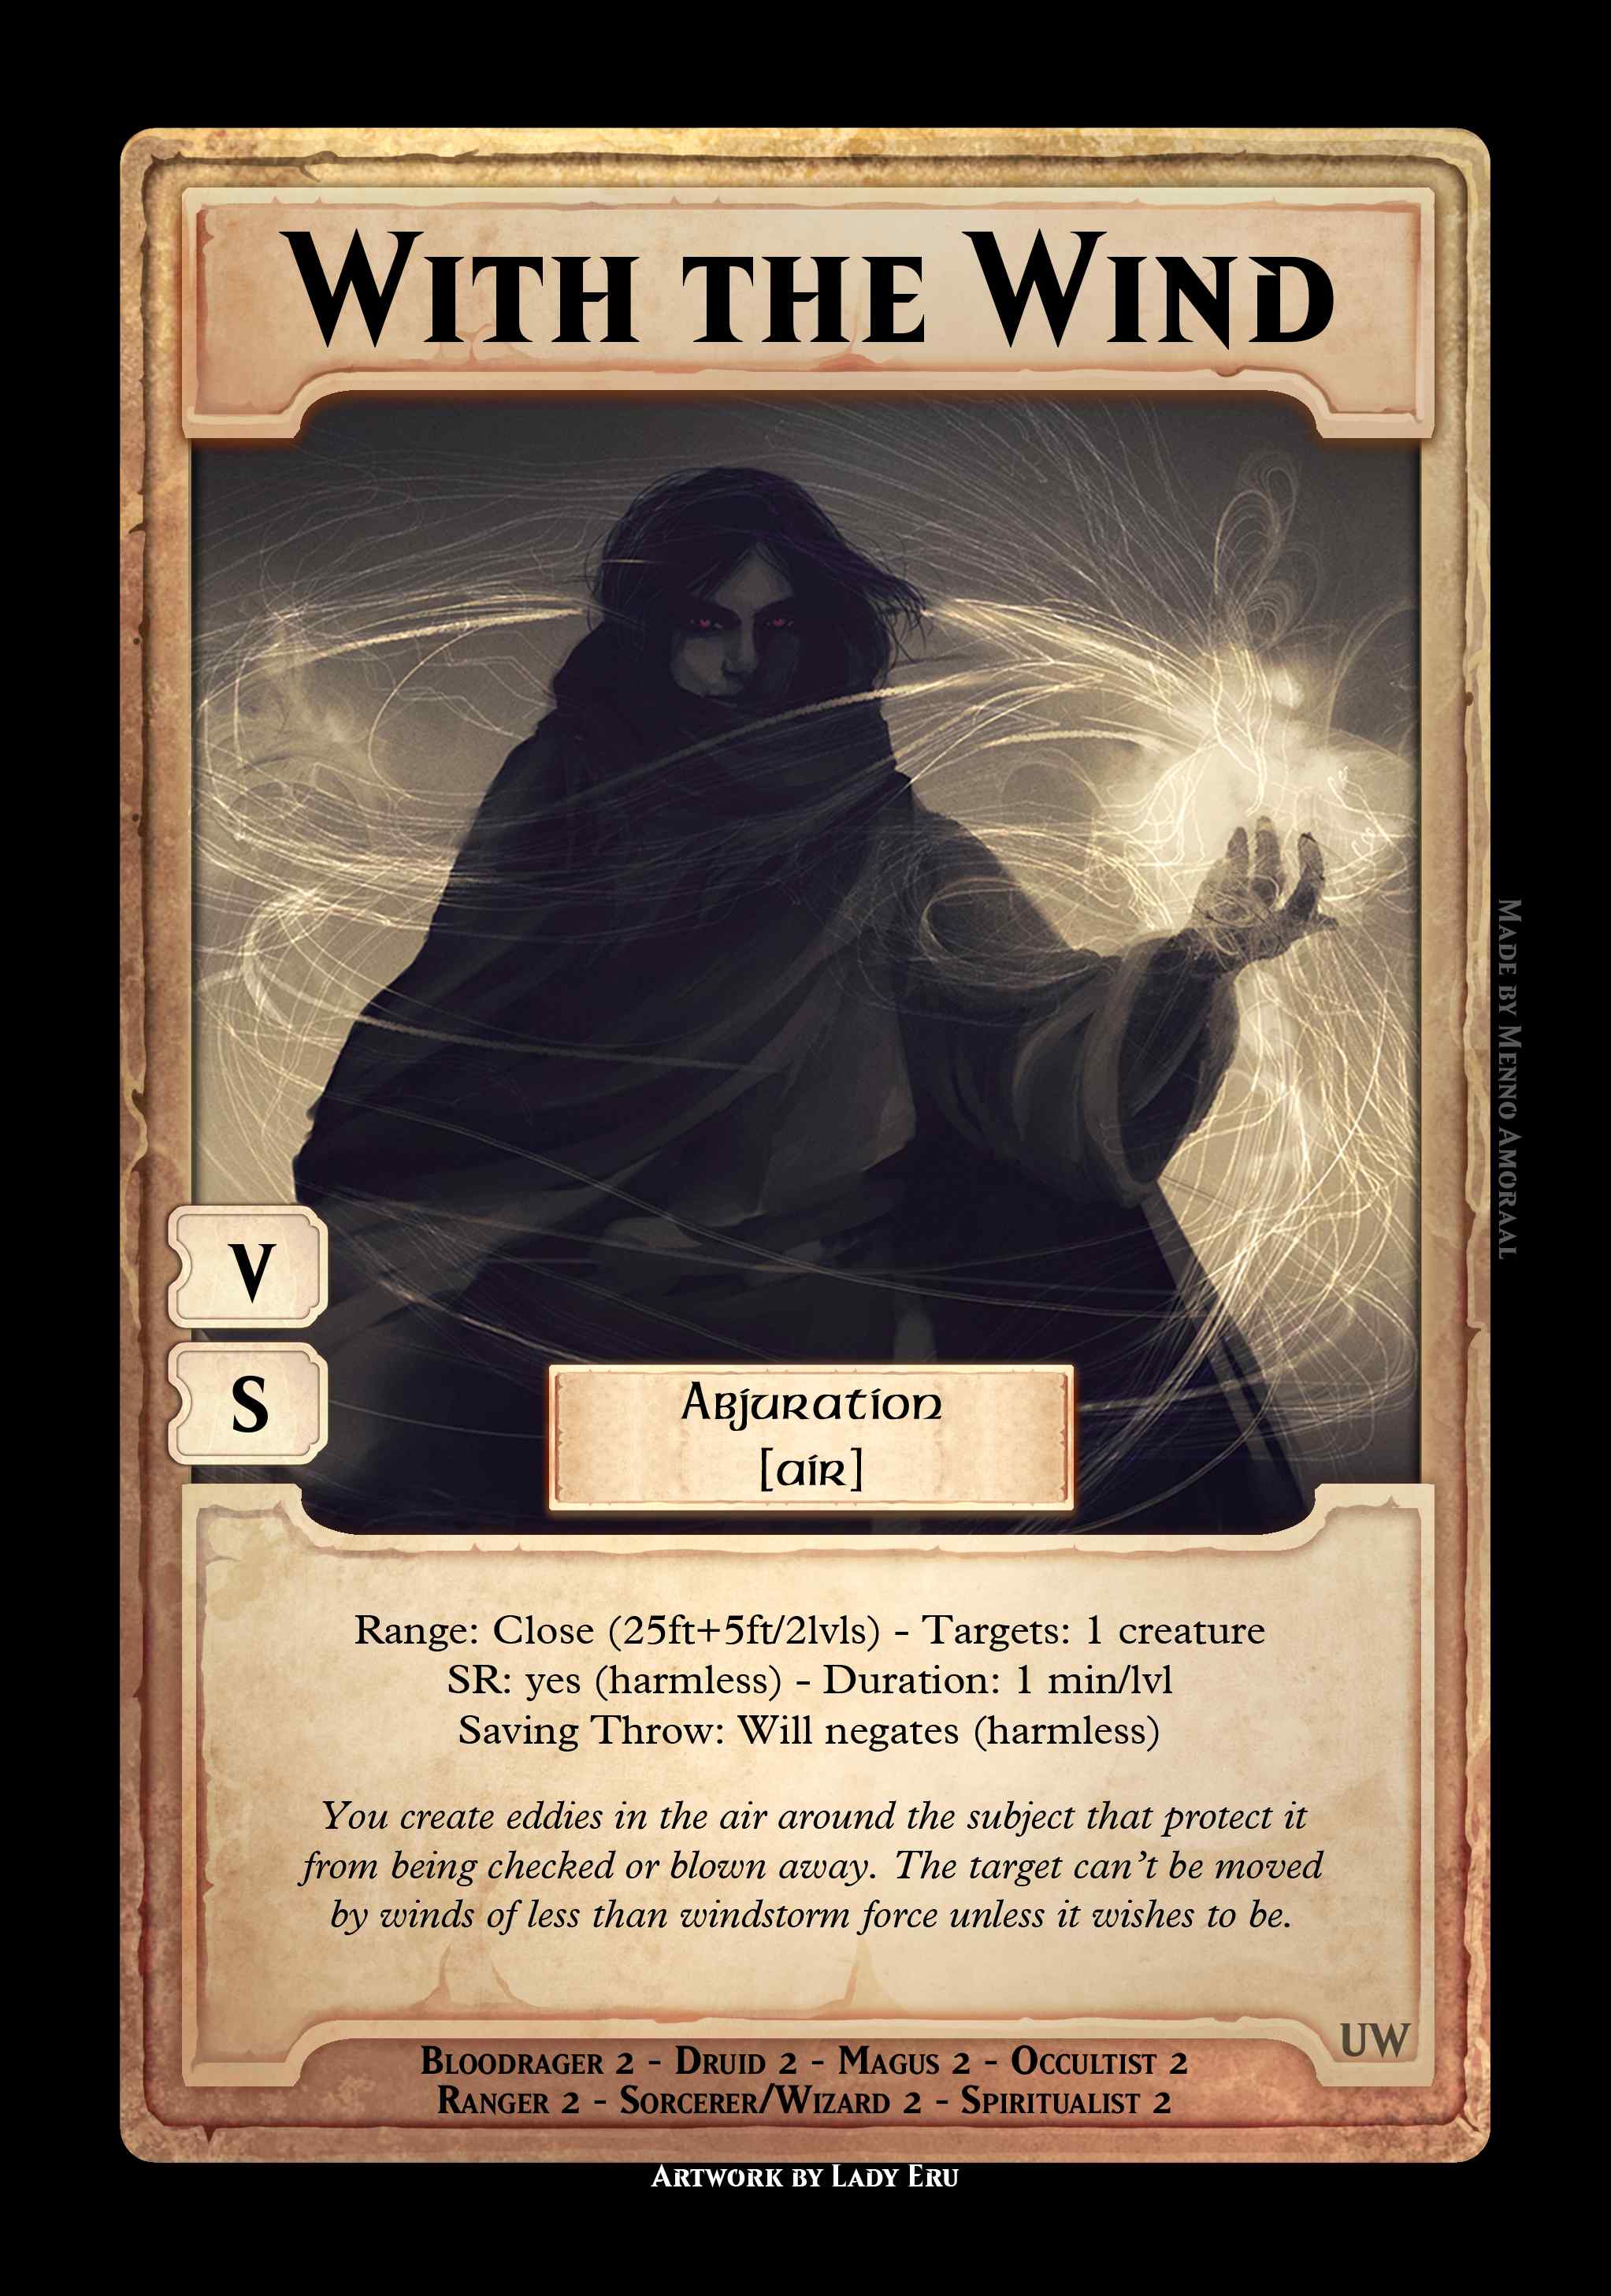 With the Wind
V
S
Abjuration
[air]
Range: Close (25ft+5ft/2lvls) - Targets: 1 creature
SR: yes (harmless) - Duration: 1 min/lvl
Saving Throw: Will negates (harmless)
You create eddies in the air around the subject that protect it
from being checked or blown away. The target can't be moved
by winds of less than windstorm force unless it wishes to be.
UW
Bloodrager 2 - Druid 2 - Magus 2 - Occultist 2
Ranger 2 - Sorcerer/Wizard 2 - Spiritualist 2
Artwork by Lady Eru
Made by Menno Amoraal